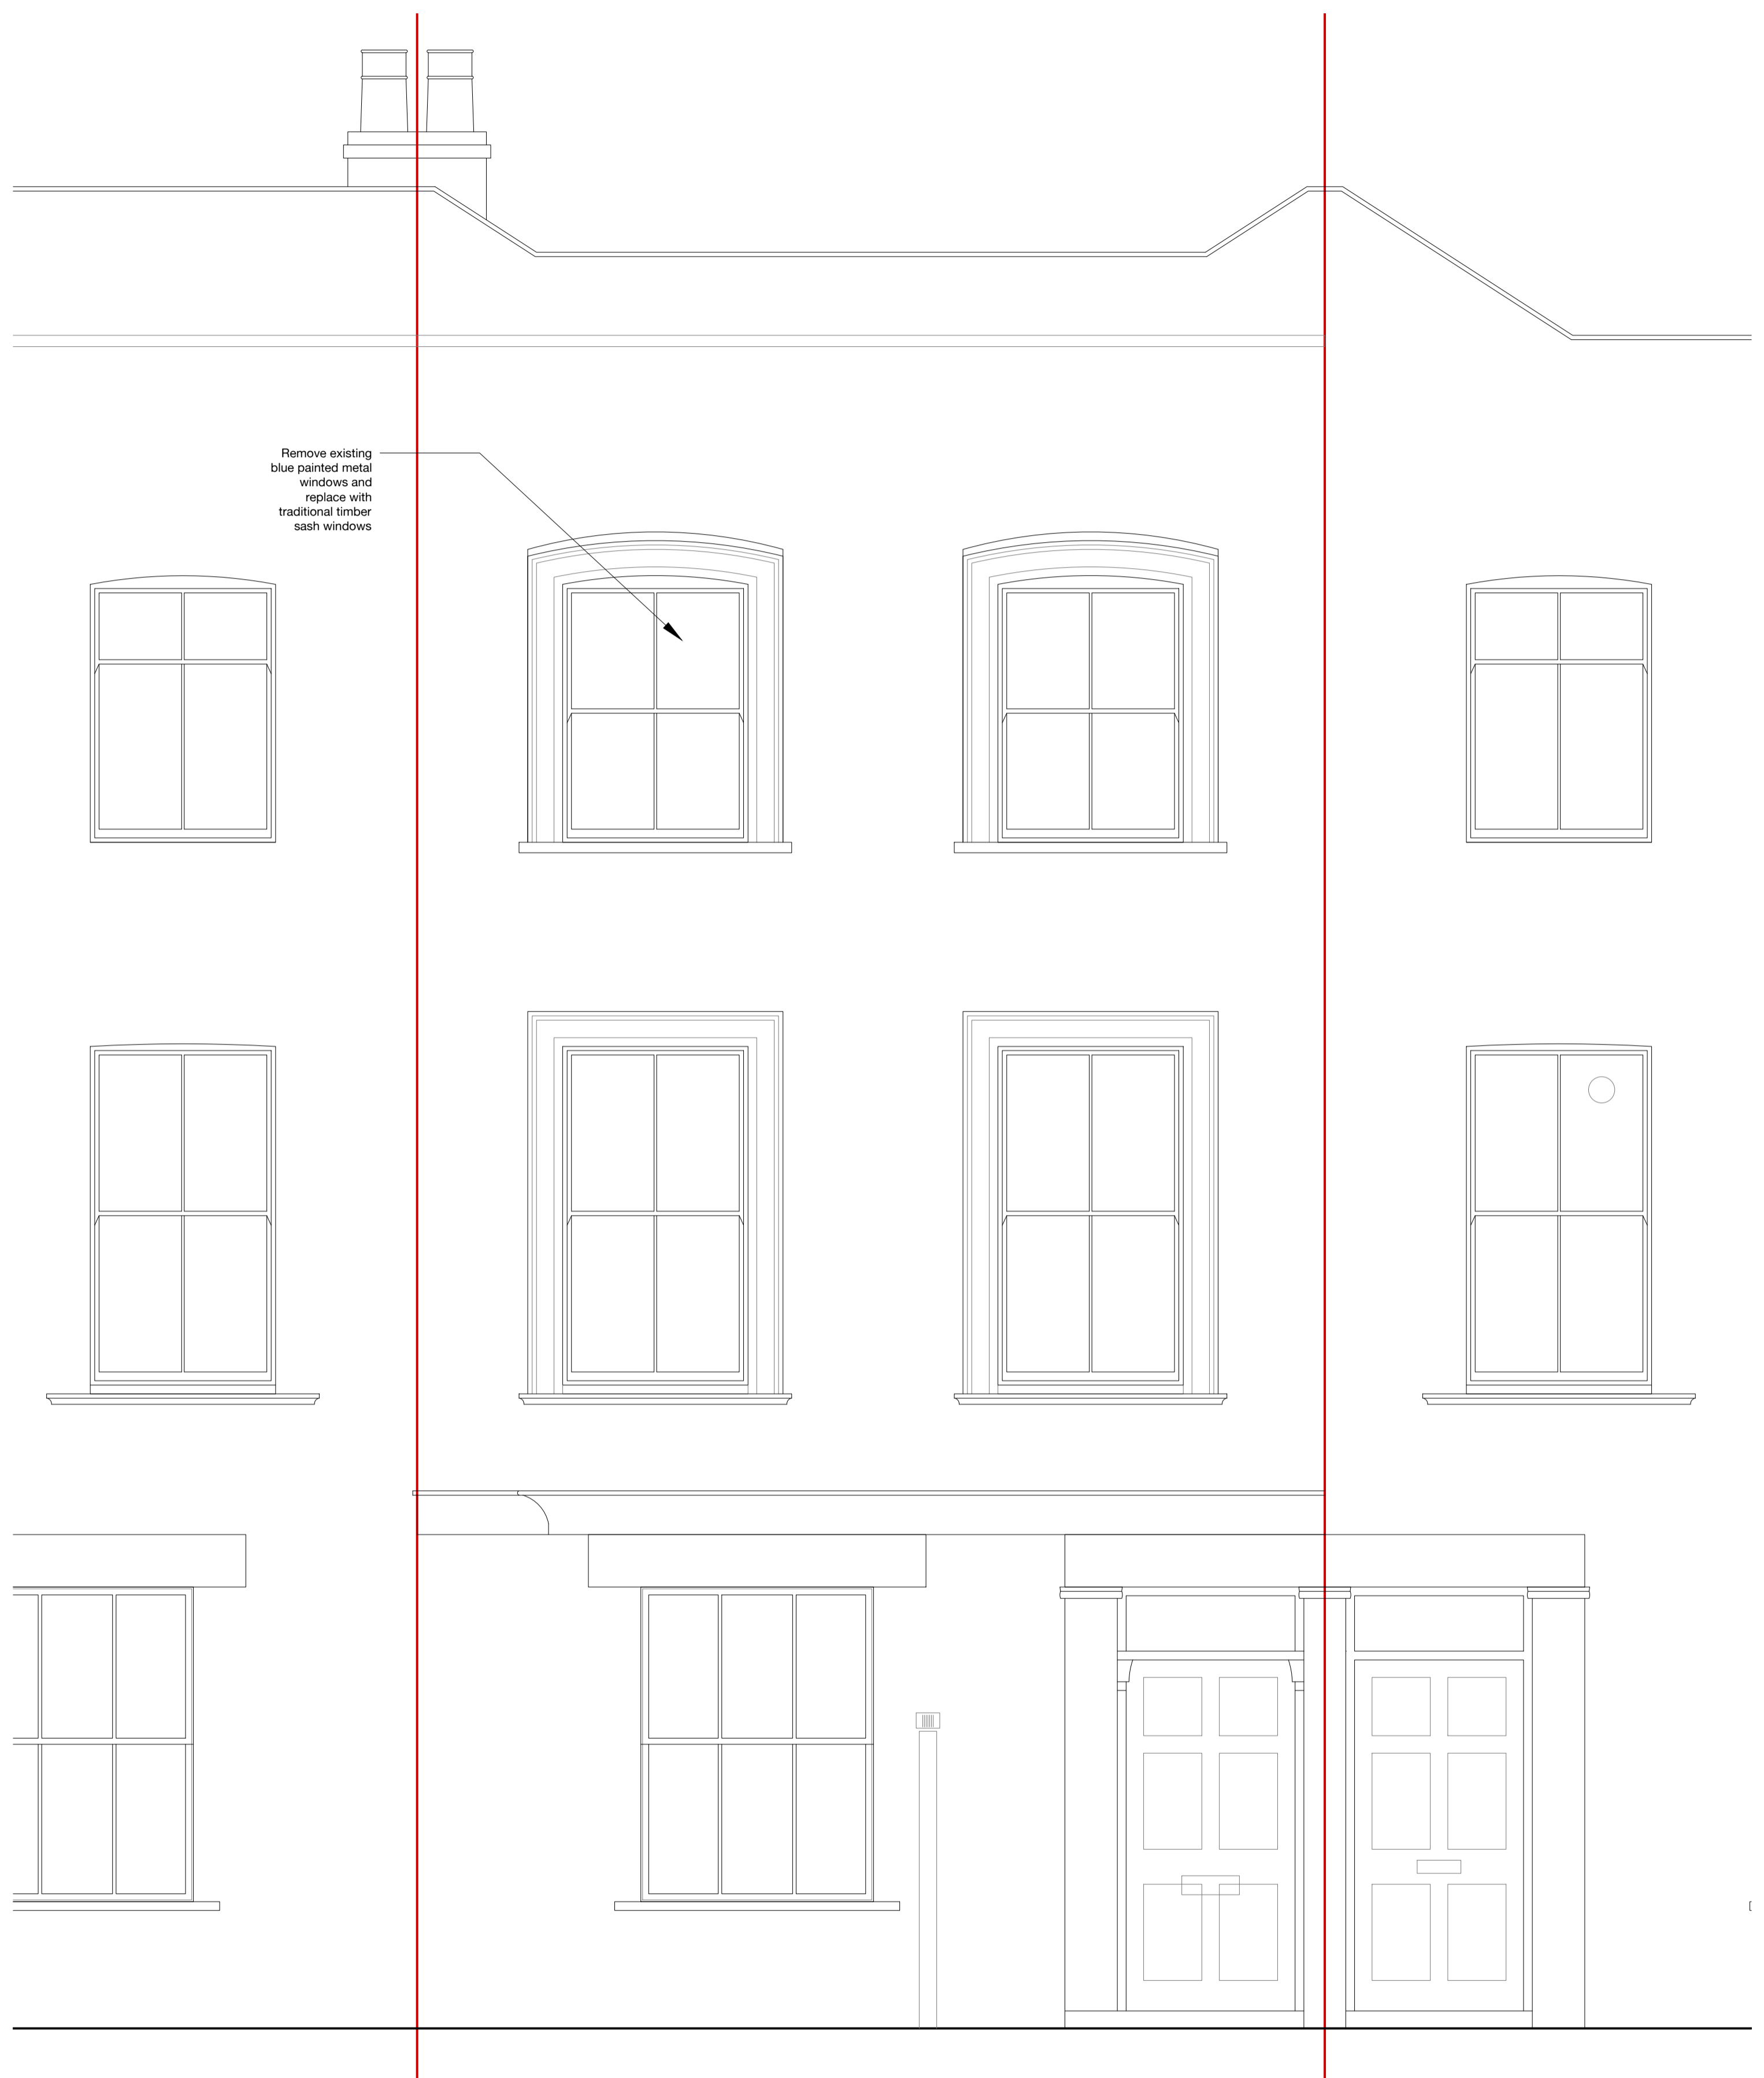 Remove existing
blue painted metal
windows and
replace with
traditional timber
sash windows